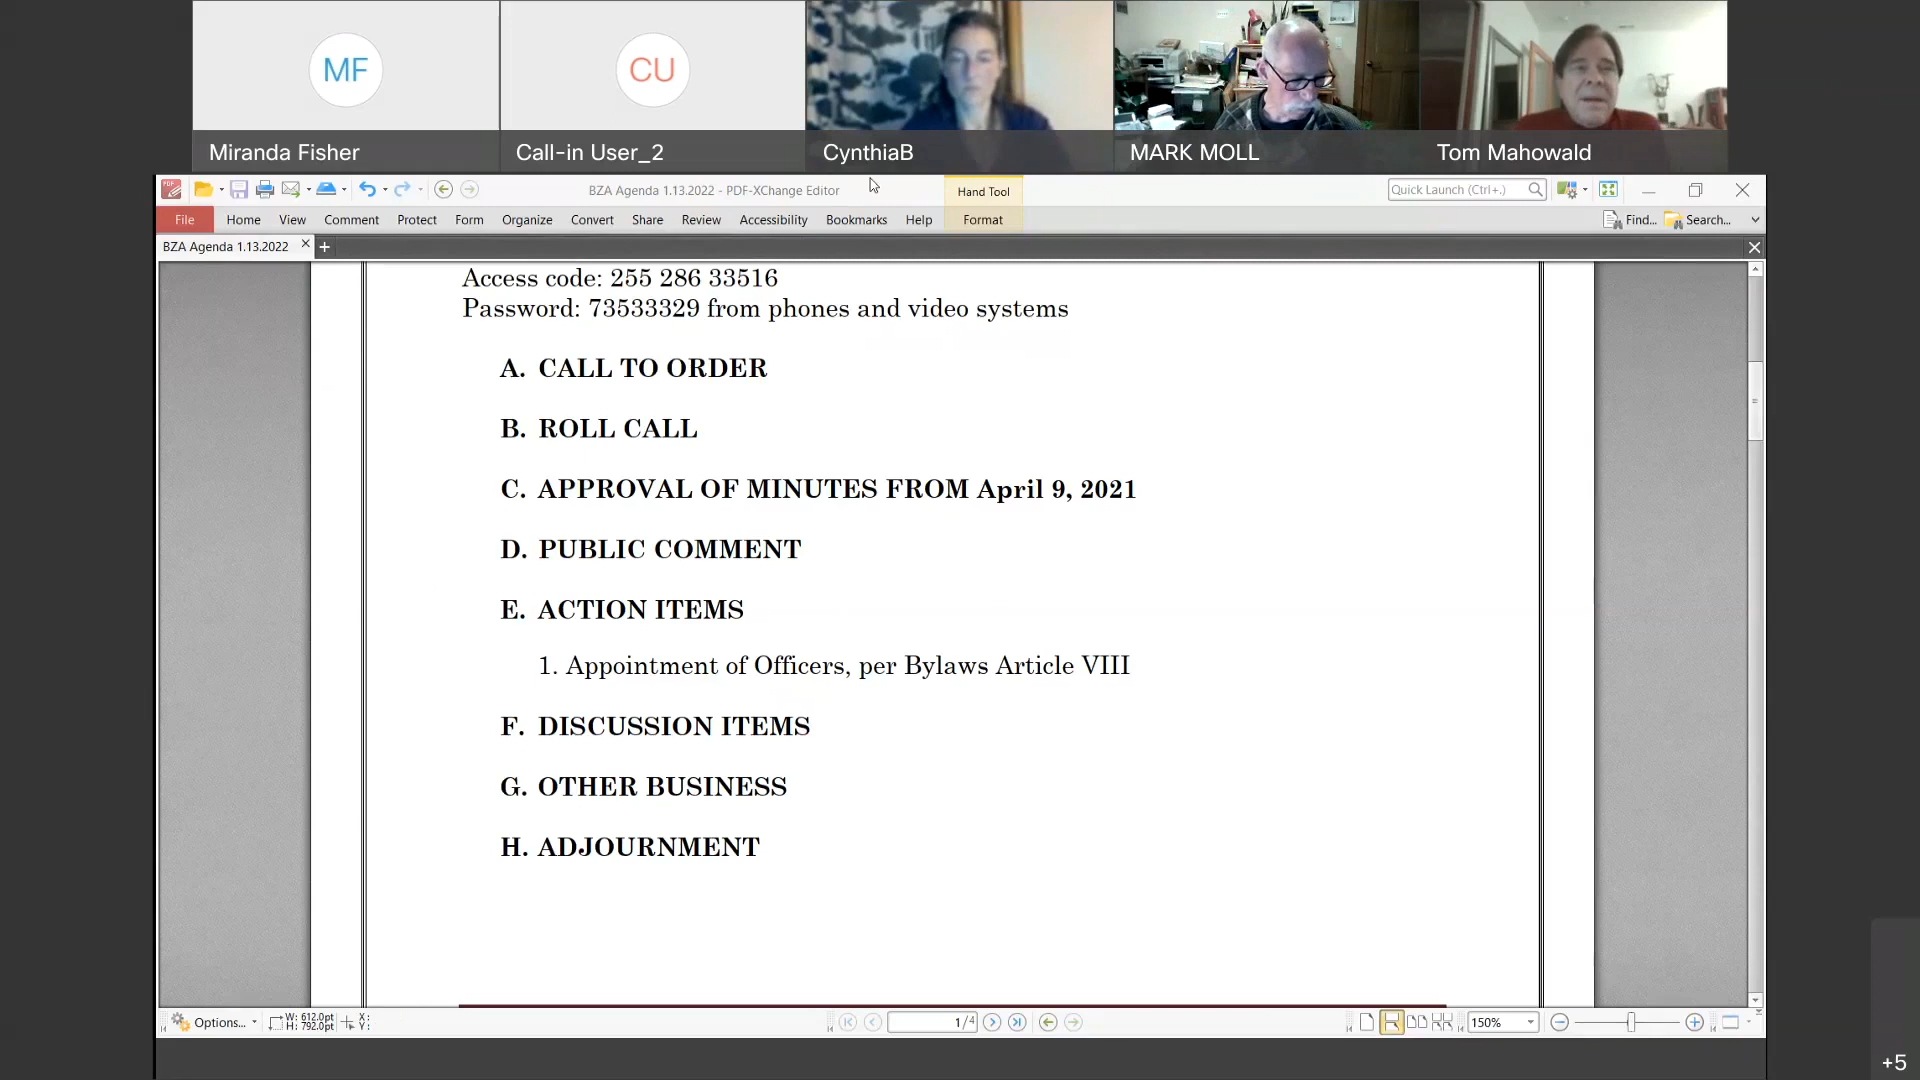 MF
CU
Miranda Fisher
Call-in User_2
CynthiaB
MARK MOLL
Tom Mahowald
BZA Agenda 1.13.2022 - PDF-XChange Editor
Hand Tool
Quick Launch (Ctrl+.)
File Home View Comment Protect Form Organize Convert Share Review Accessibility Bookmarks Help Format Find... Search...
BZA Agenda 1.13.2022
Access code: 255 286 33516
Password: 73533329 from phones and video systems
A. CALL TO ORDER
B. ROLL CALL
C. APPROVAL OF MINUTES FROM April 9, 2021
D. PUBLIC COMMENT
E. ACTION ITEMS
1. Appointment of Officers, per Bylaws Article VIII
F. DISCUSSION ITEMS
G. OTHER BUSINESS
H. ADJOURNMENT
Options... W: 612.0pt X:
H: 792.0pt Y:
1/4
150%
+5